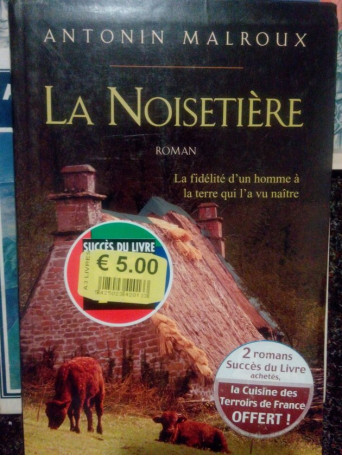 ANTONIN MALROUX
LA NOISETIÈRE
ROMAN
La fidélité d'un homme à
la terre qui l'a vu naître
SUCCÈS DU LIVRE
€ 5.00
2 romans
Succès du Livre
achetés,
la Cuisine des
Terroirs de France
OFFERT !